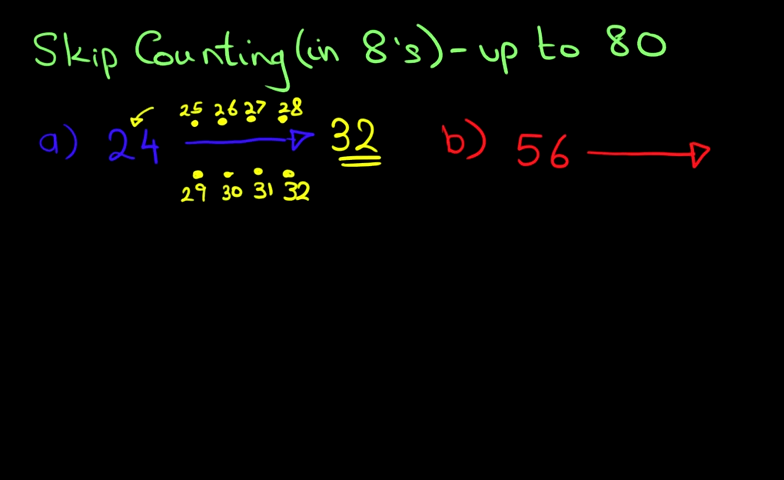 Skip Counting (in 8's) - up to 80
25 26 27 28
a) 24 → 32 b) 56 →
29 30 31 32